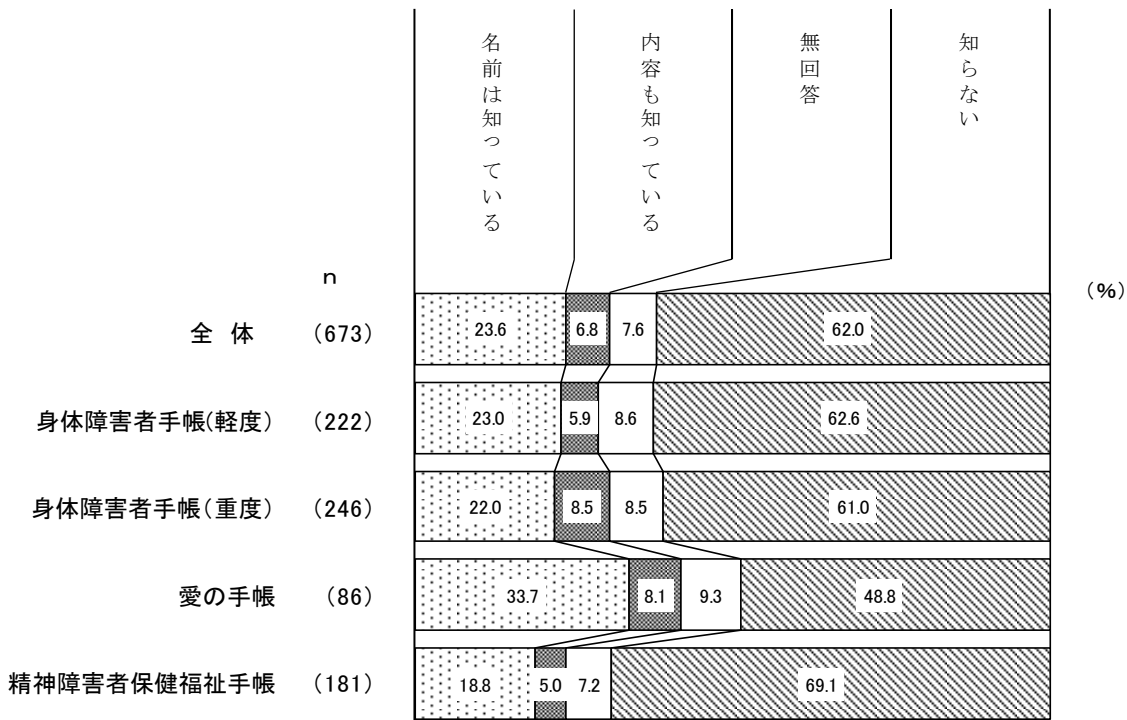 名前は知っている
内容も知っている
無回答
知らない
n
(%)
全 体 (673) 23.6 6.8 7.6 62.0
身体障害者手帳(軽度) (222) 23.0 5.9 8.6 62.6
身体障害者手帳(重度) (246) 22.0 8.5 8.5 61.0
愛の手帳 (86) 33.7 8.1 9.3 48.8
精神障害者保健福祉手帳 (181) 18.8 5.0 7.2 69.1